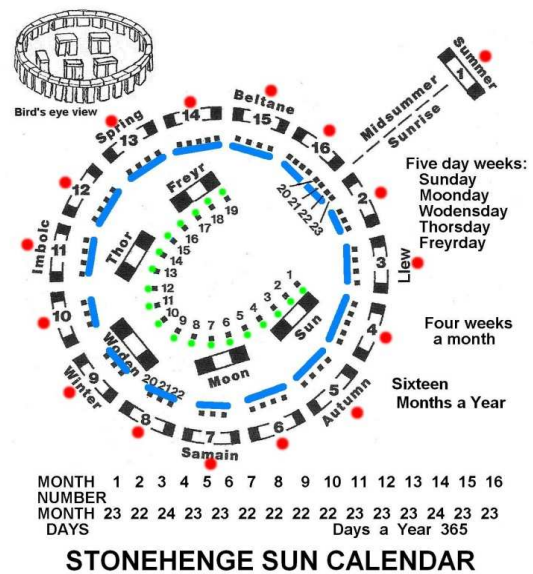 Bird's eye view
Summer
1
Midsummer
Sunrise
Beltane
Spring
Imbolc
Winter
Samain
Autumn
Llew
2
3
4
5
6
7
8
9
10
11
12
13
14
15
16
Freyr
Thor
Woden
Moon
Sun
1
2
3
4
5
6
7
8
9
10
11
12
13
14
15
16
17
18
19
20 21 22
20 21 22 23
Five day weeks:
Sunday
Moonday
Wodensday
Thorsday
Freyrday
Four weeks
a month
Sixteen
Months a Year
MONTH 1 2 3 4 5 6 7 8 9 10 11 12 13 14 15 16
NUMBER
MONTH 23 22 24 23 23 22 22 22 22 22 23 23 23 24 23 23
DAYS Days a Year 365
STONEHENGE SUN CALENDAR